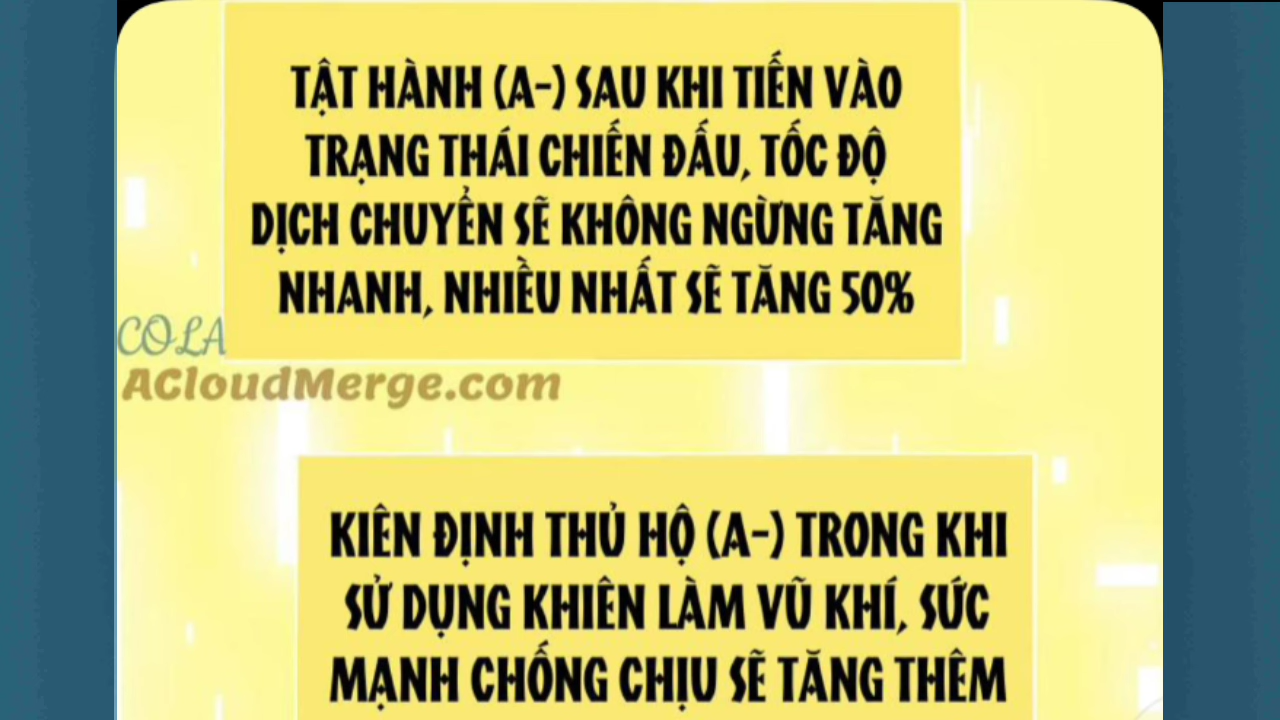 TẬT HÀNH (A-) SAU KHI TIẾN VÀO
TRẠNG THÁI CHIẾN ĐẤU, TỐC ĐỘ
DỊCH CHUYỂN SẼ KHÔNG NGỪNG TĂNG
NHANH, NHIỀU NHẤT SẼ TĂNG 50%
COLA
ACloudMerge.com
KIÊN ĐỊNH THỦ HỘ (A-) TRONG KHI
SỬ DỤNG KHIÊN LÀM VŨ KHÍ, SỨC
MẠNH CHỐNG CHỊU SẼ TĂNG THÊM